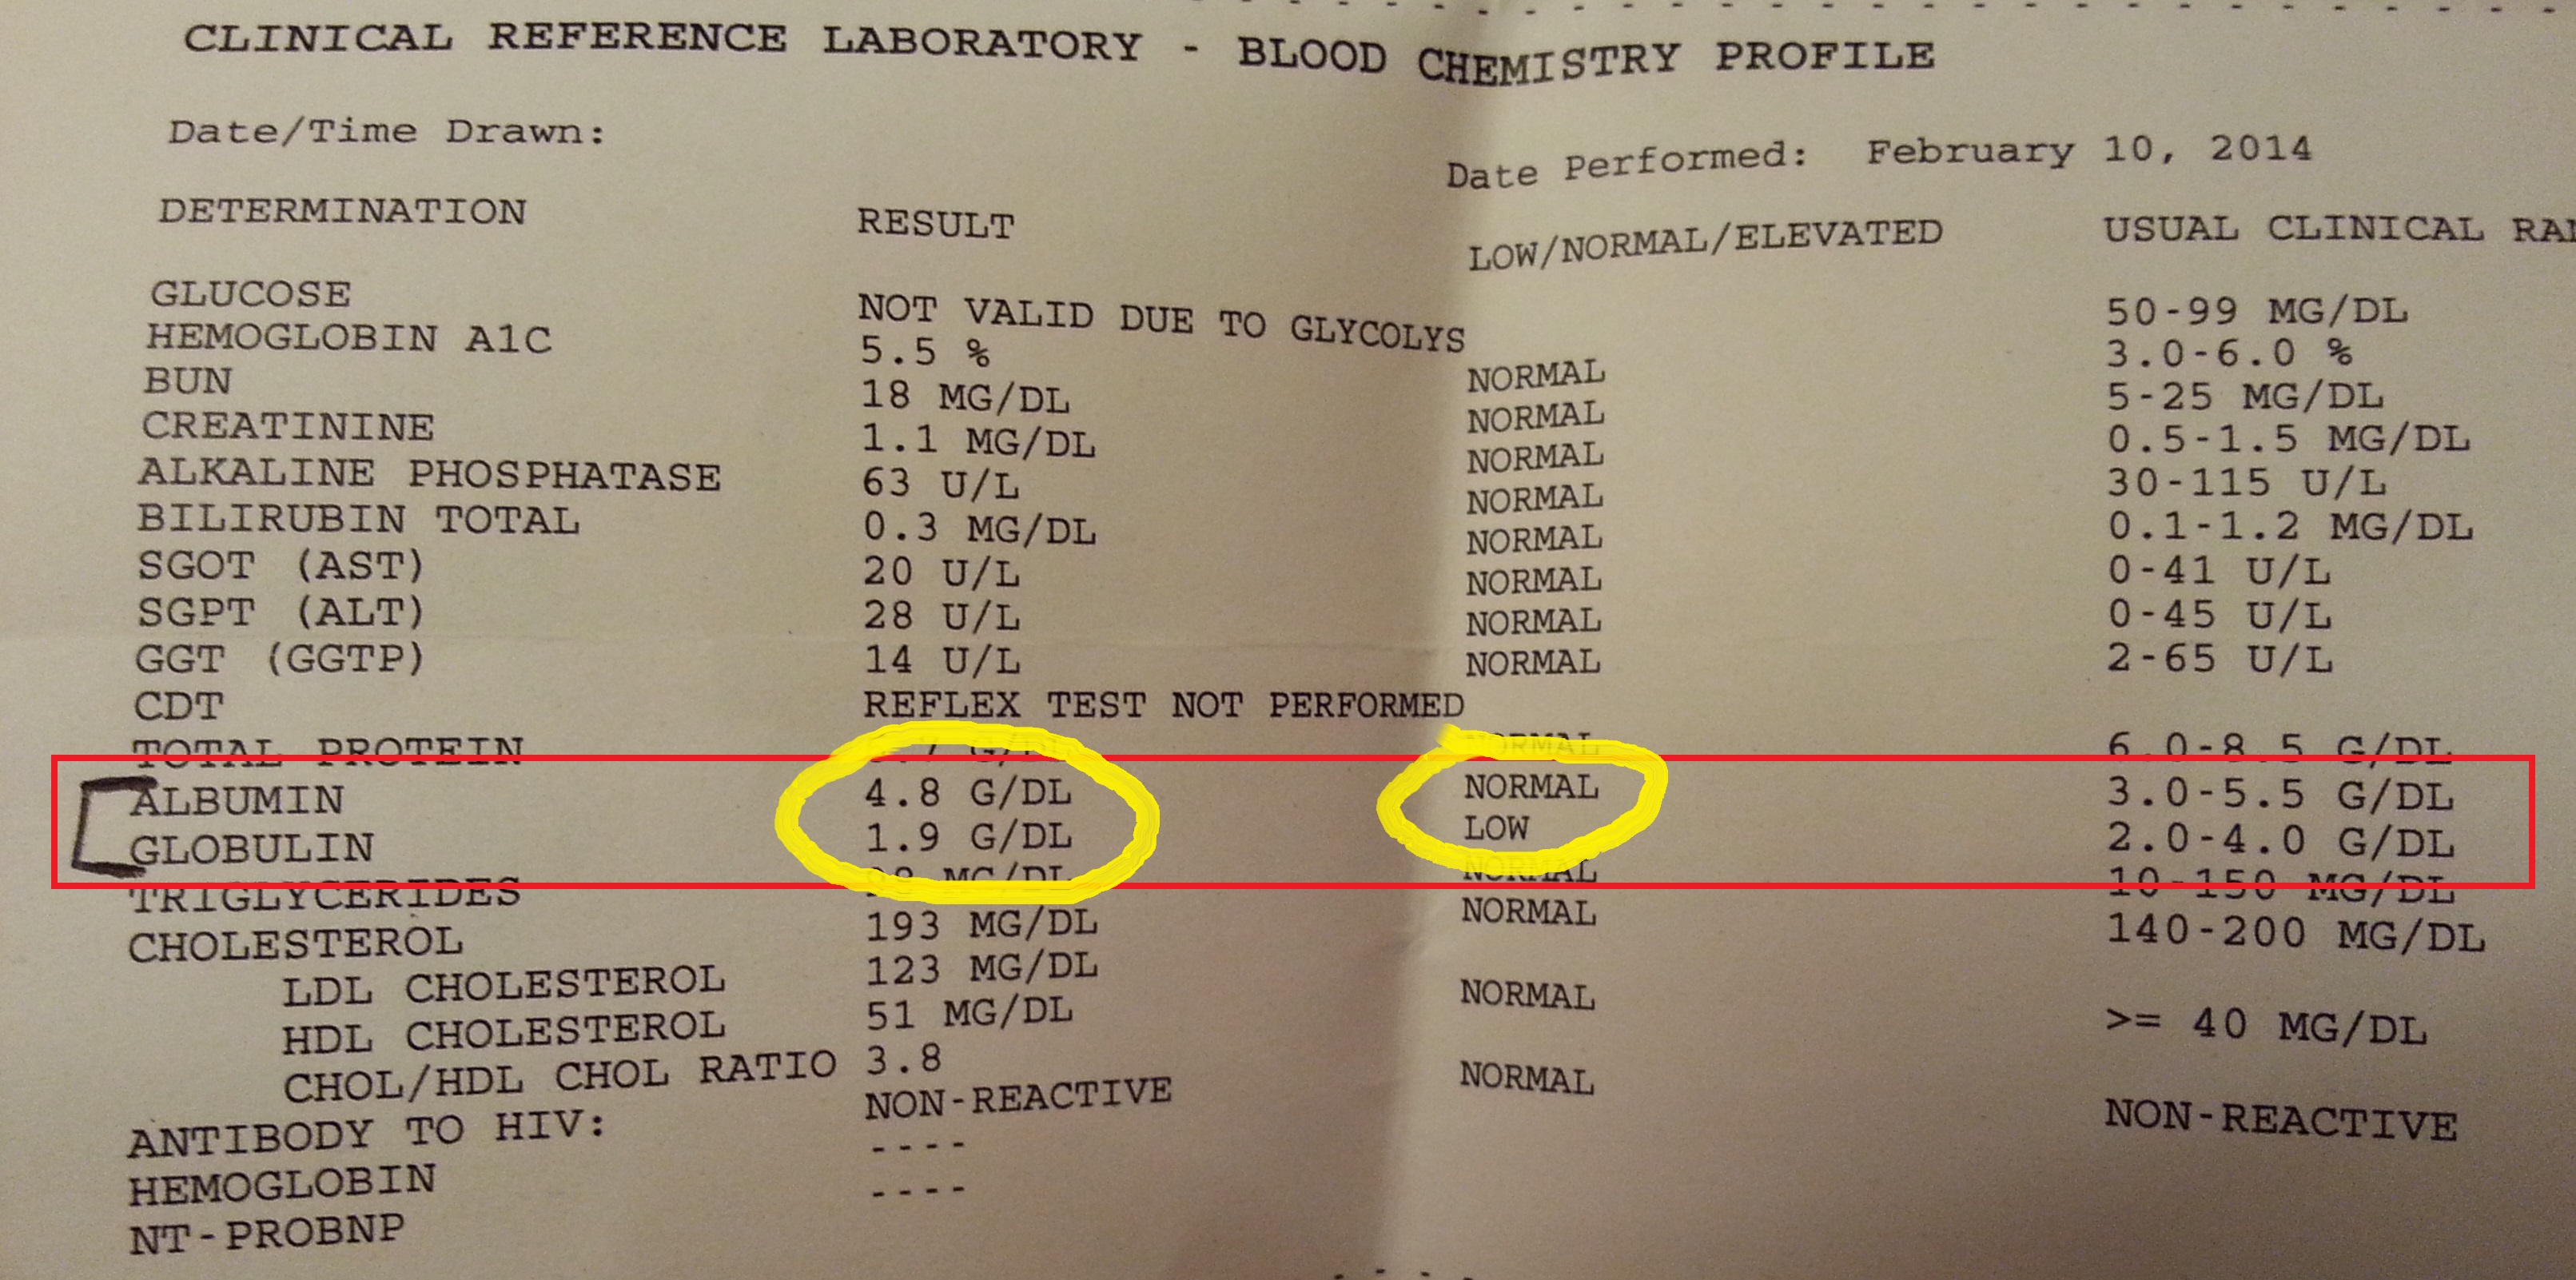 CLINICAL REFERENCE LABORATORY - BLOOD CHEMISTRY PROFILE
Date/Time Drawn: Date Performed: February 10, 2014
DETERMINATION RESULT LOW/NORMAL/ELEVATED USUAL CLINICAL
GLUCOSE NOT VALID DUE TO GLYCOLYS 50-99 MG/DL
HEMOGLOBIN A1C 5.5 % NORMAL 3.0-6.0 %
BUN 18 MG/DL NORMAL 5-25 MG/DL
CREATININE 1.1 MG/DL NORMAL 0.5-1.5 MG/DL
ALKALINE PHOSPHATASE 63 U/L NORMAL 30-115 U/L
BILIRUBIN TOTAL 0.3 MG/DL NORMAL 0.1-1.2 MG/DL
SGOT (AST) 20 U/L NORMAL 0-41 U/L
SGPT (ALT) 28 U/L NORMAL 0-45 U/L
GGT (GGTP) 14 U/L NORMAL 2-65 U/L
CDT REFLEX TEST NOT PERFORMED
TOTAL PROTEIN G/DL NORMAL 6.0-8.5 G/DL
ALBUMIN 4.8 G/DL NORMAL 3.0-5.5 G/DL
GLOBULIN 1.9 G/DL LOW 2.0-4.0 G/DL
TRIGLYCERIDES MG/DL NORMAL 10-150 MG/DL
CHOLESTEROL 193 MG/DL NORMAL 140-200 MG/DL
LDL CHOLESTEROL 123 MG/DL
HDL CHOLESTEROL 51 MG/DL NORMAL >= 40 MG/DL
CHOL/HDL CHOL RATIO 3.8
ANTIBODY TO HIV: NON-REACTIVE NORMAL NON-REACTIVE
HEMOGLOBIN ----
NT-PROBNP ----